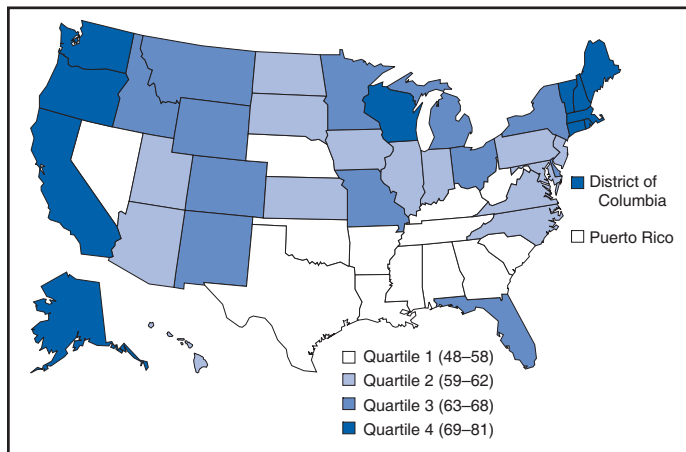 District of
Columbia
Puerto Rico
Quartile 1 (48–58)
Quartile 2 (59–62)
Quartile 3 (63–68)
Quartile 4 (69–81)